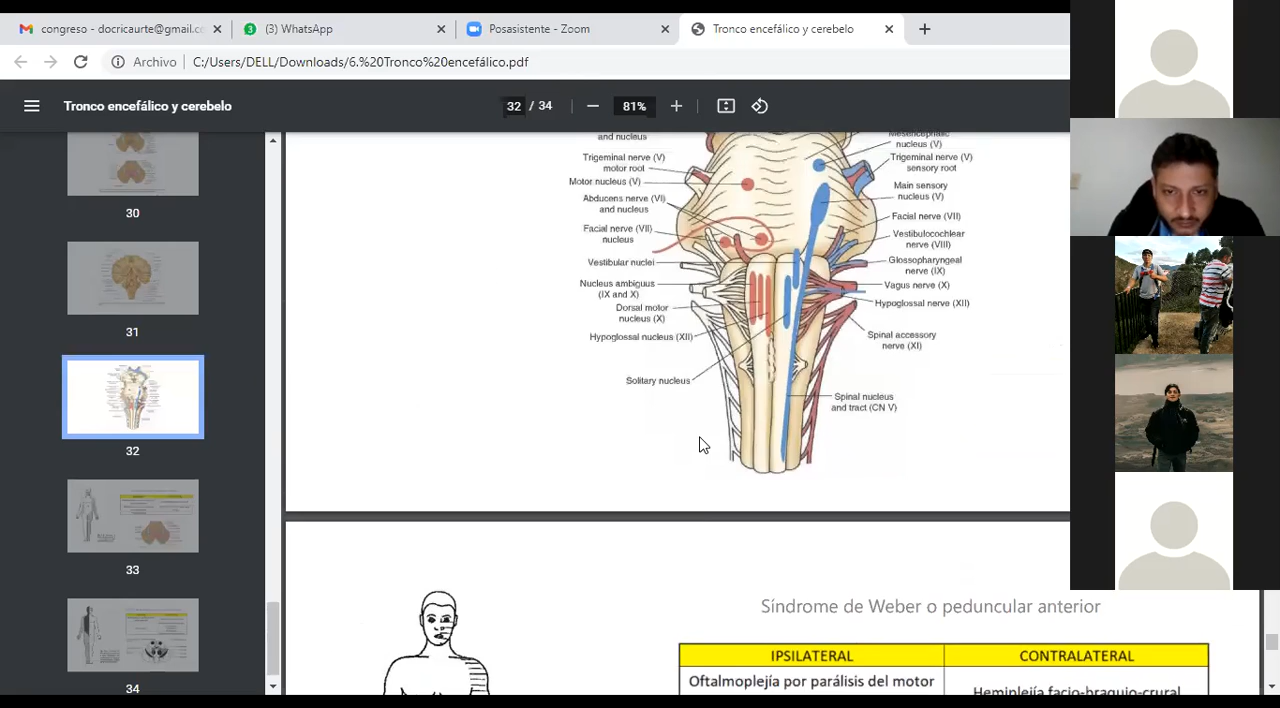 congreso - docricaurte@gmail.co
3
(3) WhatsApp
Posasistente - Zoom
Tronco encefálico y cerebelo
Archivo
C:/Users/DELL/Downloads/6.%20Tronco%20encefálico.pdf
Tronco encefálico y cerebelo
32 / 34
81%
30
31
32
33
34
and nucleus
Trigeminal nerve (V)
motor root
Motor nucleus (V)
Abducens nerve (VI)
and nucleus
Facial nerve (VII)
nucleus
Vestibular nuclei
Nucleus ambiguus
(IX and X)
Dorsal motor
nucleus (X)
Hypoglossal nucleus (XII)
Solitary nucleus
Mesencephalic
nucleus (V)
Trigeminal nerve (V)
sensory root
Main sensory
nucleus (V)
Facial nerve (VII)
Vestibulocochlear
nerve (VIII)
Glossopharyngeal
nerve (IX)
Vagus nerve (X)
Hypoglossal nerve (XII)
Spinal accessory
nerve (XI)
Spinal nucleus
and tract (CN V)
Síndrome de Weber o peduncular anterior
IPSILATERAL
CONTRALATERAL
Oftalmoplejía por parálisis del motor
Hemiplejía facio-braquio-crural